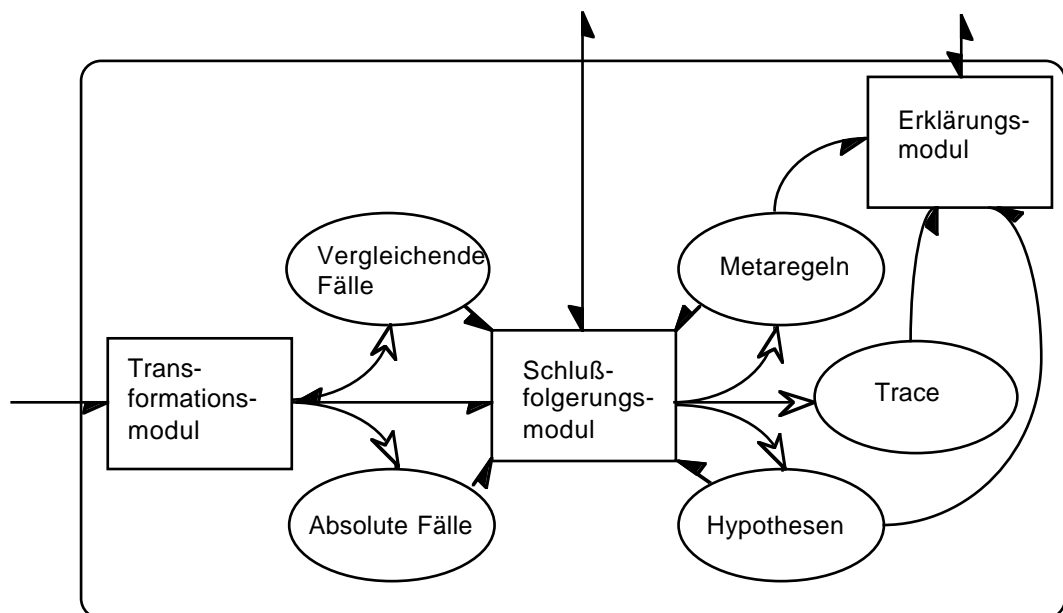 Erklärungs-
modul
Vergleichende
Fälle
Metaregeln
Trans-
formations-
modul
Schluß-
folgerungs-
modul
Trace
Absolute Fälle
Hypothesen